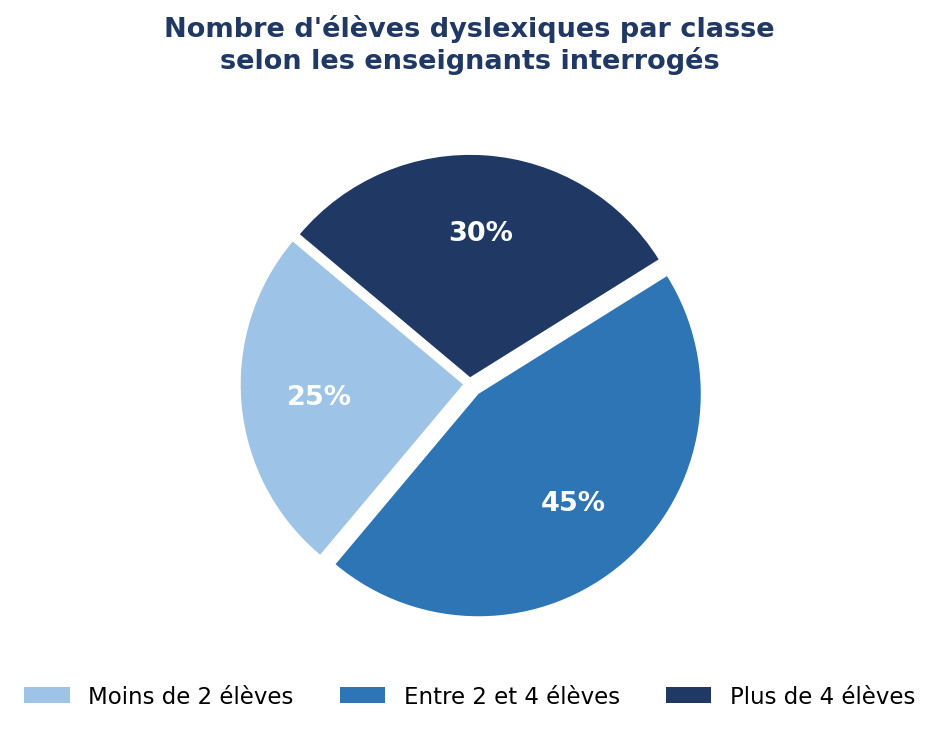 Nombre d'élèves dyslexiques par classe
selon les enseignants interrogés
30%
25%
45%
Moins de 2 élèves
Entre 2 et 4 élèves
Plus de 4 élèves